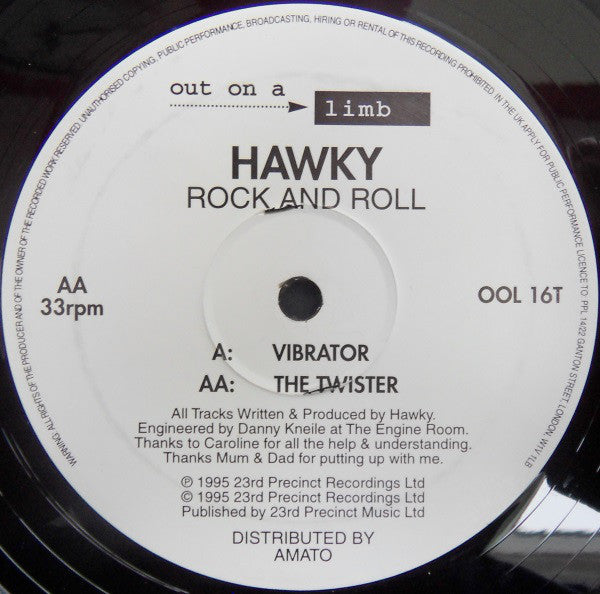 WARNING. ALL RIGHTS OF THE PRODUCER AND OF THE OWNER OF THE RECORDED WORK RESERVED. UNAUTHORISED COPYING, PUBLIC PERFORMANCE, BROADCASTING, HIRING OR RENTAL OF THIS RECORDING PROHIBITED. IN THE UK APPLY FOR PUBLIC PERFORMANCE LICENCE TO: PPL 14/22 GANTON STREET, LONDON. W1V 1LB
out on a
limb
HAWKY
ROCK AND ROLL
AA
33rpm
OOL 16T
A: VIBRATOR
AA: THE TWISTER
All Tracks Written & Produced by Hawky.
Engineered by Danny Kneile at The Engine Room.
Thanks to Caroline for all the help & understanding.
Thanks Mum & Dad for putting up with me.
℗ 1995 23rd Precinct Recordings Ltd
© 1995 23rd Precinct Recordings Ltd
Published by 23rd Precinct Music Ltd
DISTRIBUTED BY
AMATO